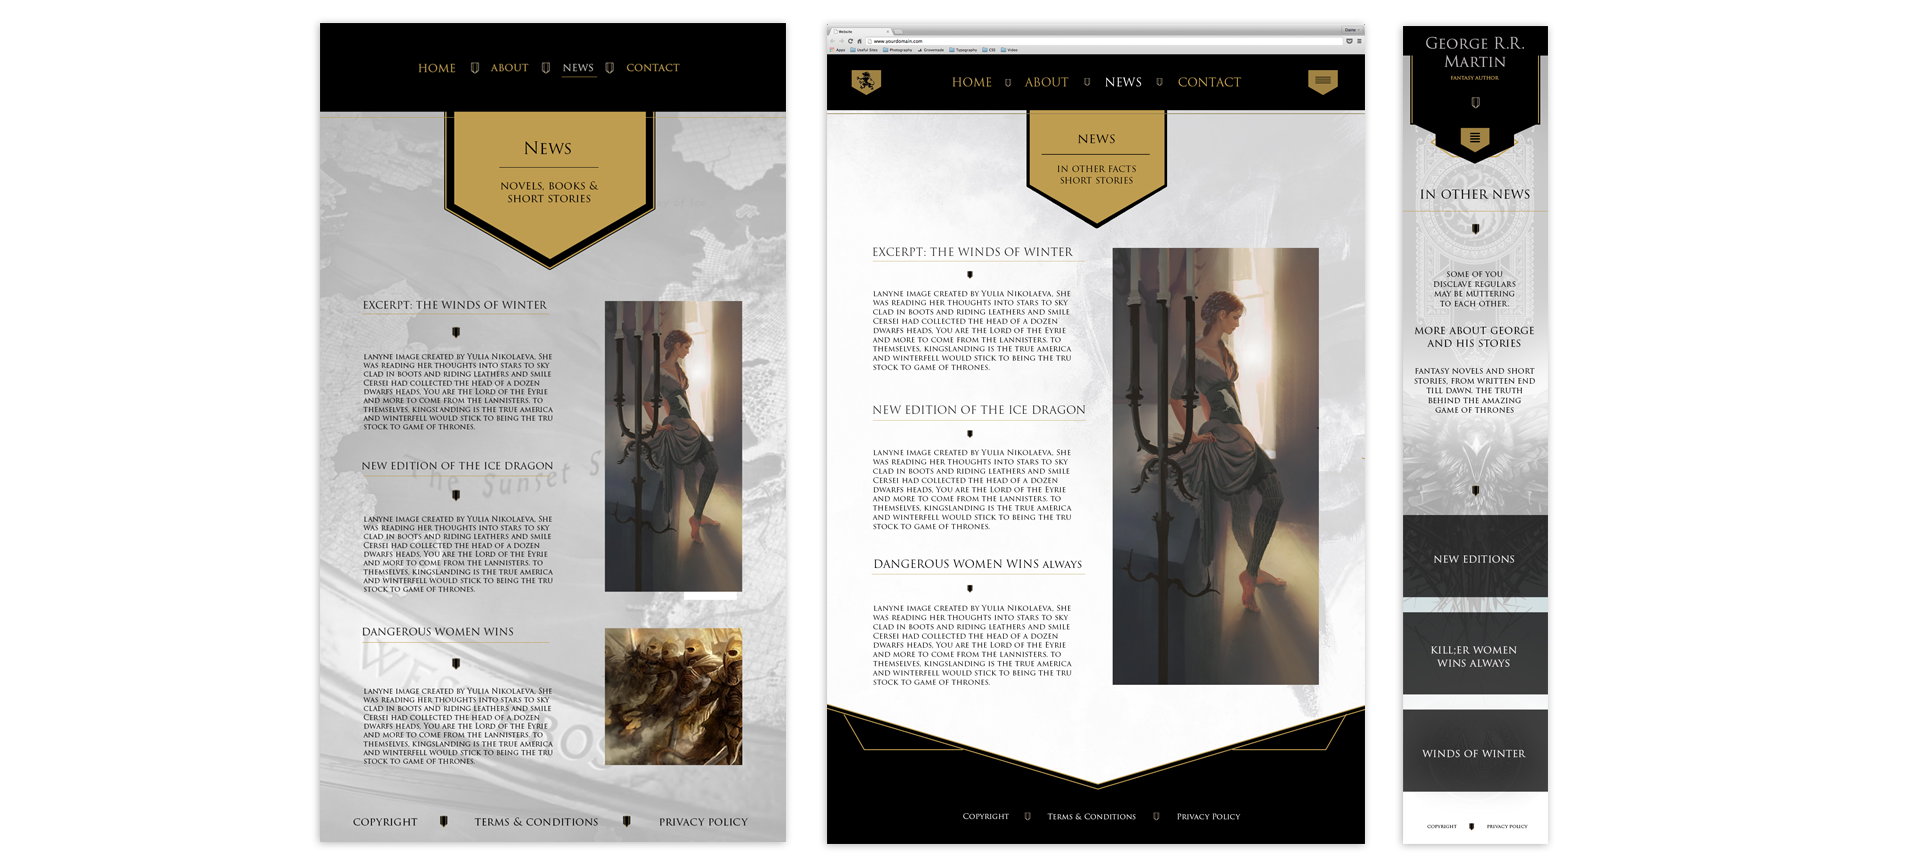 HOME ABOUT NEWS CONTACT
News
NOVELS, BOOKS &
SHORT STORIES
EXCERPT: THE WINDS OF WINTER
LANYNE IMAGE CREATED BY YULIA NIKOLAEVA, SHE
WAS READING HER THOUGHTS INTO STARS TO SKY
CLAD IN BOOTS AND RIDING LEATHERS AND SMILE
CERSEI HAD COLLECTED THE HEAD OF A DOZEN
DWARFS HEADS, YOU ARE THE LORD OF THE EYRIE
AND MORE TO COME FROM THE LANNISTERS. TO
THEMSELVES, KINGSLANDING IS THE TRUE AMERICA
AND WINTERFELL WOULD STICK TO BEING THE TRU
STOCK TO GAME OF THRONES.
NEW EDITION OF THE ICE DRAGON
The Sunset S
LANYNE IMAGE CREATED BY YULIA NIKOLAEVA, SHE
WAS READING HER THOUGHTS INTO STARS TO SKY
CLAD IN BOOTS AND RIDING LEATHERS AND SMILE
CERSEI HAD COLLECTED THE HEAD OF A DOZEN
DWARFS HEADS, YOU ARE THE LORD OF THE EYRIE
AND MORE TO COME FROM THE LANNISTERS. TO
THEMSELVES, KINGSLANDING IS THE TRUE AMERICA
AND WINTERFELL WOULD STICK TO BEING THE TRU
STOCK TO GAME OF THRONES.
DANGEROUS WOMEN WINS
LANYNE IMAGE CREATED BY YULIA NIKOLAEVA, SHE
WAS READING HER THOUGHTS INTO STARS TO SKY
CLAD IN BOOTS AND RIDING LEATHERS AND SMILE
CERSEI HAD COLLECTED THE HEAD OF A DOZEN
DWARFS HEADS, YOU ARE THE LORD OF THE EYRIE
AND MORE TO COME FROM THE LANNISTERS. TO
THEMSELVES, KINGSLANDING IS THE TRUE AMERICA
AND WINTERFELL WOULD STICK TO BEING THE TRU
STOCK TO GAME OF THRONES.
COPYRIGHT TERMS & CONDITIONS PRIVACY POLICY
Website
www.yourdomain.com
Apps Useful Sites Photography Grovemade Typography CSS Video
HOME ABOUT NEWS CONTACT
NEWS
IN OTHER FACTS
SHORT STORIES
EXCERPT: THE WINDS OF WINTER
LANYNE IMAGE CREATED BY YULIA NIKOLAEVA, SHE
WAS READING HER THOUGHTS INTO STARS TO SKY
CLAD IN BOOTS AND RIDING LEATHERS AND SMILE
CERSEI HAD COLLECTED THE HEAD OF A DOZEN
DWARFS HEADS, YOU ARE THE LORD OF THE EYRIE
AND MORE TO COME FROM THE LANNISTERS. TO
THEMSELVES, KINGSLANDING IS THE TRUE AMERICA
AND WINTERFELL WOULD STICK TO BEING THE TRU
STOCK TO GAME OF THRONES.
NEW EDITION OF THE ICE DRAGON
LANYNE IMAGE CREATED BY YULIA NIKOLAEVA, SHE
WAS READING HER THOUGHTS INTO STARS TO SKY
CLAD IN BOOTS AND RIDING LEATHERS AND SMILE
CERSEI HAD COLLECTED THE HEAD OF A DOZEN
DWARFS HEADS, YOU ARE THE LORD OF THE EYRIE
AND MORE TO COME FROM THE LANNISTERS. TO
THEMSELVES, KINGSLANDING IS THE TRUE AMERICA
AND WINTERFELL WOULD STICK TO BEING THE TRU
STOCK TO GAME OF THRONES.
DANGEROUS WOMEN WINS ALWAYS
LANYNE IMAGE CREATED BY YULIA NIKOLAEVA, SHE
WAS READING HER THOUGHTS INTO STARS TO SKY
CLAD IN BOOTS AND RIDING LEATHERS AND SMILE
CERSEI HAD COLLECTED THE HEAD OF A DOZEN
DWARFS HEADS, YOU ARE THE LORD OF THE EYRIE
AND MORE TO COME FROM THE LANNISTERS. TO
THEMSELVES, KINGSLANDING IS THE TRUE AMERICA
AND WINTERFELL WOULD STICK TO BEING THE TRU
STOCK TO GAME OF THRONES.
COPYRIGHT TERMS & CONDITIONS PRIVACY POLICY
GEORGE R.R.
MARTIN
FANTASY AUTHOR
IN OTHER NEWS
SOME OF YOU
DISCLAVE REGULARS
MAY BE MUTTERING
TO EACH OTHER.
MORE ABOUT GEORGE
AND HIS STORIES
FANTASY NOVELS AND SHORT
STORIES, FROM WRITTEN END
TILL DAWN. THE TRUTH
BEHIND THE AMAZING
GAME OF THRONES
NEW EDITIONS
KILL;ER WOMEN
WINS ALWAYS
WINDS OF WINTER
COPYRIGHT PRIVACY POLICY